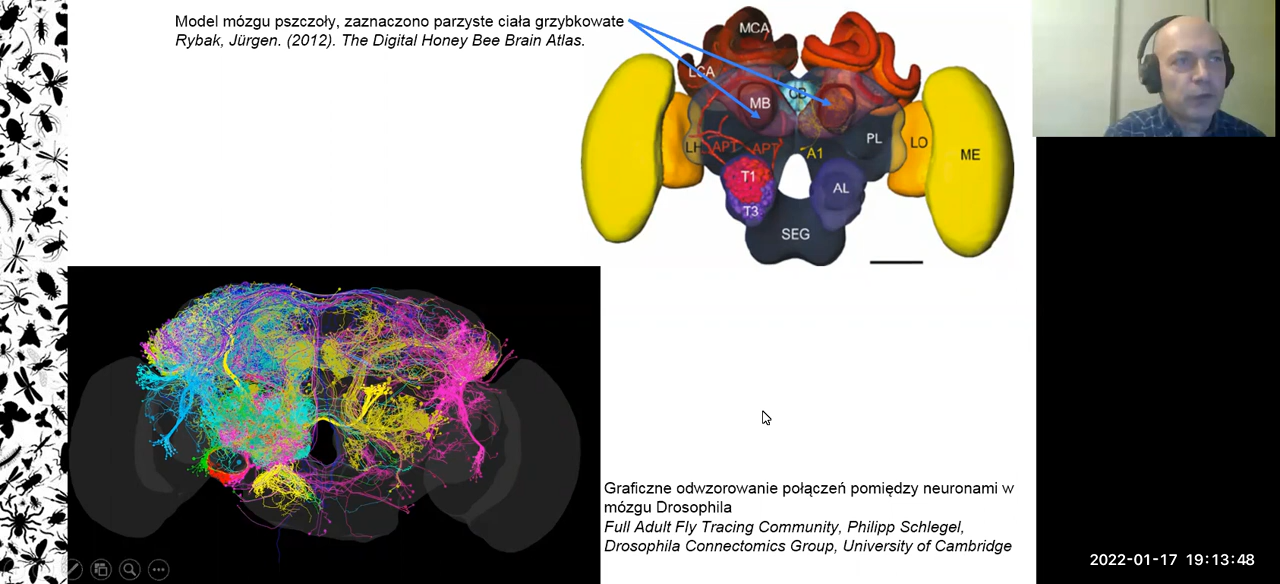 Model mózgu pszczoły, zaznaczono parzyste ciała grzybkowate
Rybak, Jürgen. (2012). The Digital Honey Bee Brain Atlas.
MCA
LCA
MB
CB
LH
APT
APT
A1
PL
LO
ME
T1
AL
T3
SEG
Graficzne odwzorowanie połączeń pomiędzy neuronami w
mózgu Drosophila
Full Adult Fly Tracing Community, Philipp Schlegel,
Drosophila Connectomics Group, University of Cambridge
2022-01-17 19:13:48